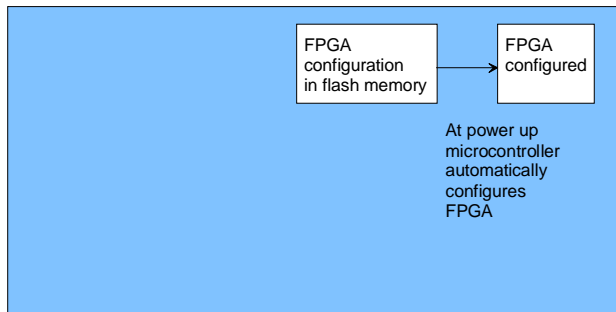 FPGA
configuration
in flash memory
FPGA
configured
At power up
microcontroller
automatically
configures
FPGA